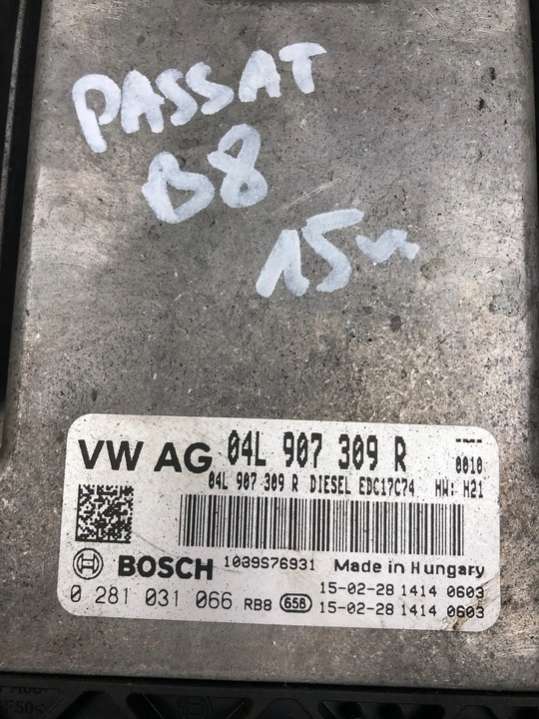 PASSAT
B8
15
VW AG 04L 907 309 R
0010
04L 907 309 R DIESEL EDC17C74 HW: H21
BOSCH 1039S76931 Made in Hungary
15-02-28 1414 0603
0 281 031 066 RB8 658 15-02-28 1414 0603